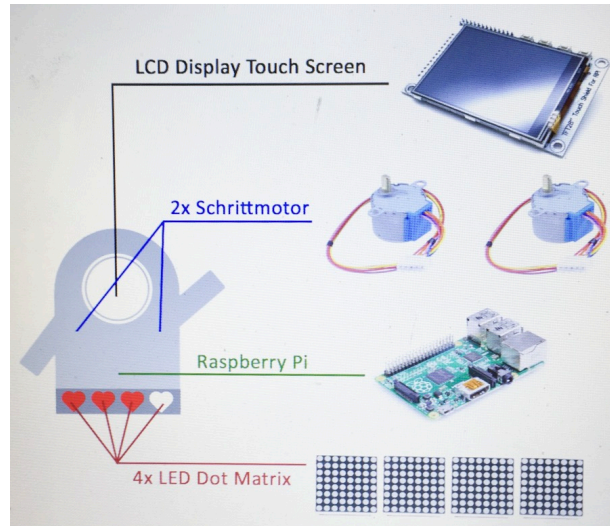 LCD Display Touch Screen
2x Schrittmotor
Raspberry Pi
4x LED Dot Matrix